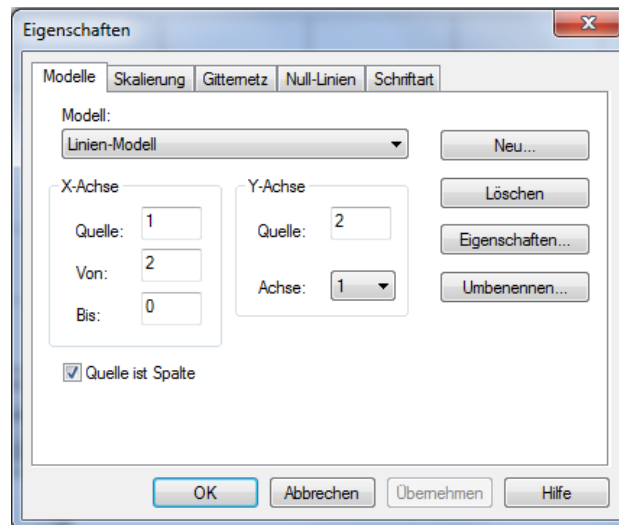 Eigenschaften
x
Modelle Skalierung Gitternetz Null-Linien Schriftart
Modell:
Linien-Modell
Neu...
X-Achse
Y-Achse
Löschen
Quelle: 1
Quelle: 2
Eigenschaften...
Von: 2
Achse: 1
Umbenennen...
Bis: 0
Quelle ist Spalte
OK Abbrechen Übernehmen Hilfe